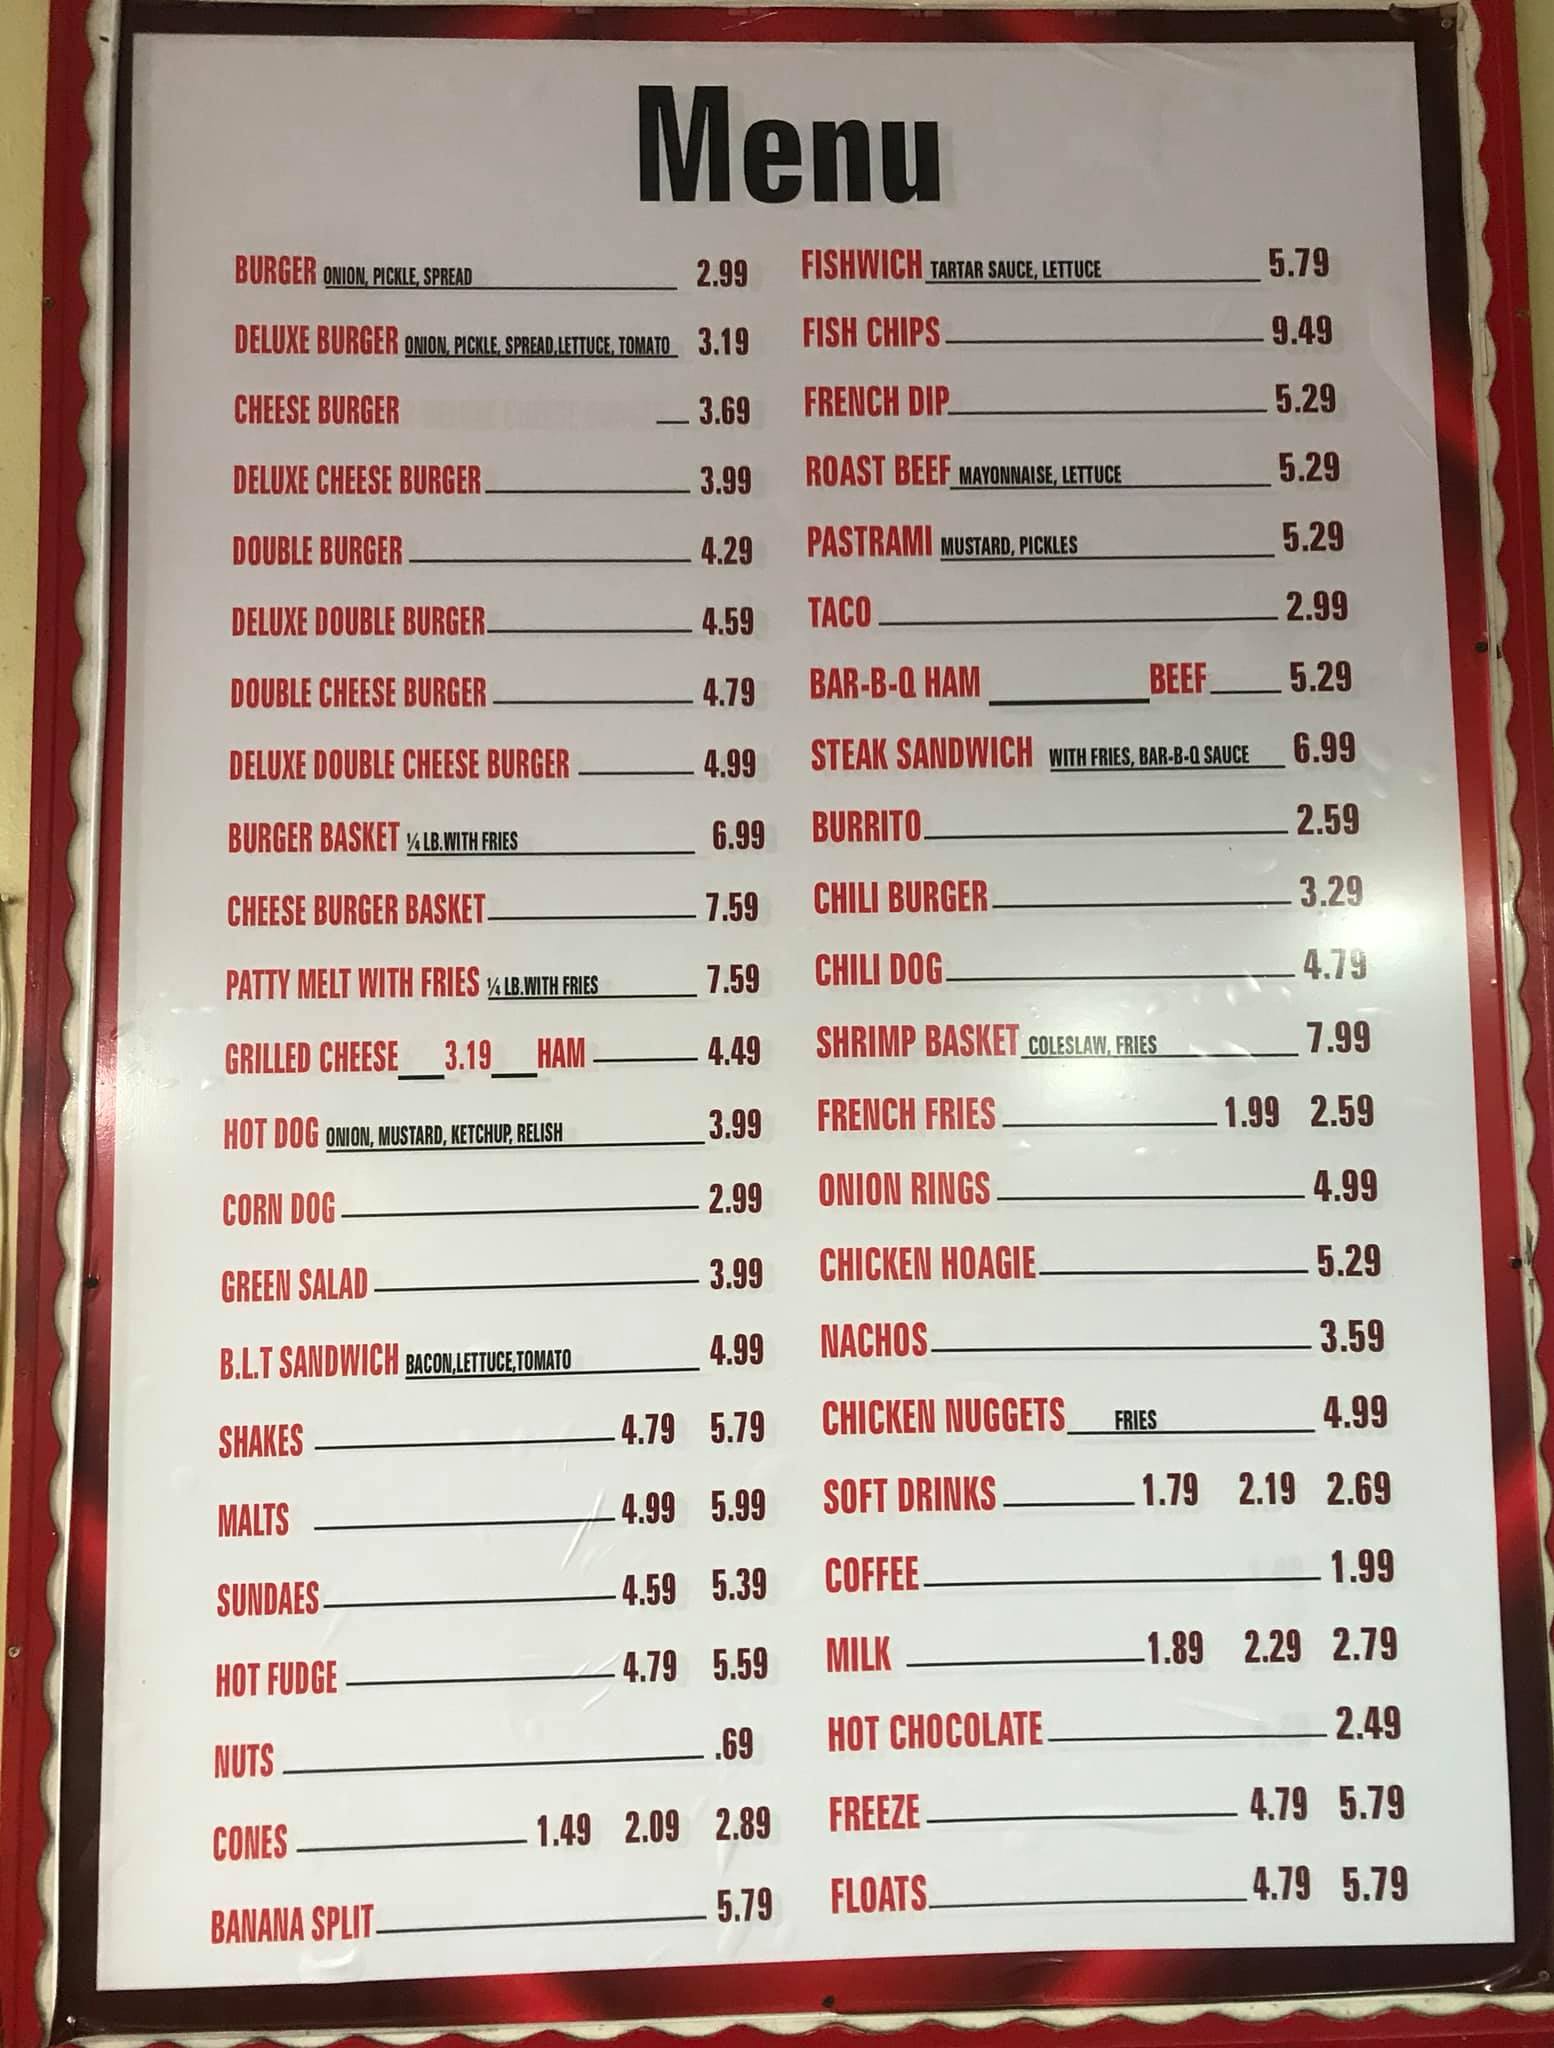 Menu
BURGER ONION, PICKLE, SPREAD 2.99
DELUXE BURGER ONION, PICKLE, SPREAD,LETTUCE, TOMATO 3.19
CHEESE BURGER 3.69
DELUXE CHEESE BURGER 3.99
DOUBLE BURGER 4.29
DELUXE DOUBLE BURGER 4.59
DOUBLE CHEESE BURGER 4.79
DELUXE DOUBLE CHEESE BURGER 4.99
BURGER BASKET ¼ LB.WITH FRIES 6.99
CHEESE BURGER BASKET 7.59
PATTY MELT WITH FRIES ¼ LB.WITH FRIES 7.59
GRILLED CHEESE 3.19 HAM 4.49
HOT DOG ONION, MUSTARD, KETCHUP, RELISH 3.99
CORN DOG 2.99
GREEN SALAD 3.99
B.L.T SANDWICH BACON,LETTUCE,TOMATO 4.99
SHAKES 4.79 5.79
MALTS 4.99 5.99
SUNDAES 4.59 5.39
HOT FUDGE 4.79 5.59
NUTS .69
CONES 1.49 2.09 2.89
BANANA SPLIT 5.79
FISHWICH TARTAR SAUCE, LETTUCE 5.79
FISH CHIPS 9.49
FRENCH DIP 5.29
ROAST BEEF MAYONNAISE, LETTUCE 5.29
PASTRAMI MUSTARD, PICKLES 5.29
TACO 2.99
BAR-B-Q HAM BEEF 5.29
STEAK SANDWICH WITH FRIES, BAR-B-Q SAUCE 6.99
BURRITO 2.59
CHILI BURGER 3.29
CHILI DOG 4.79
SHRIMP BASKET COLESLAW, FRIES 7.99
FRENCH FRIES 1.99 2.59
ONION RINGS 4.99
CHICKEN HOAGIE 5.29
NACHOS 3.59
CHICKEN NUGGETS FRIES 4.99
SOFT DRINKS 1.79 2.19 2.69
COFFEE 1.99
MILK 1.89 2.29 2.79
HOT CHOCOLATE 2.49
FREEZE 4.79 5.79
FLOATS 4.79 5.79